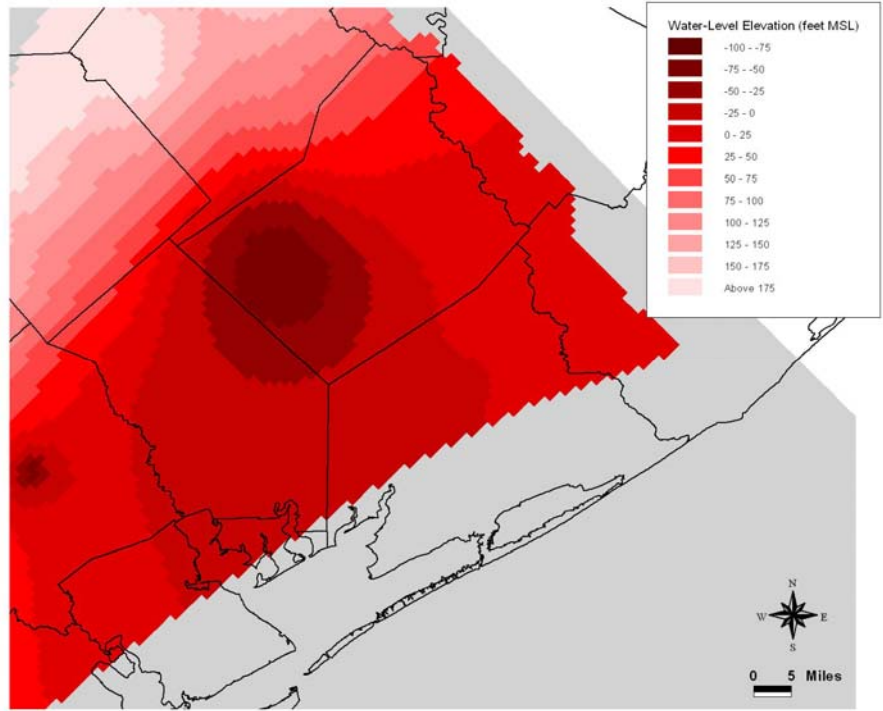 Water-Level Elevation (feet MSL)
-100 - -75
-75 - -50
-50 - -25
-25 - 0
0 - 25
25 - 50
50 - 75
75 - 100
100 - 125
125 - 150
150 - 175
Above 175
N
W E
S
0 5 Miles